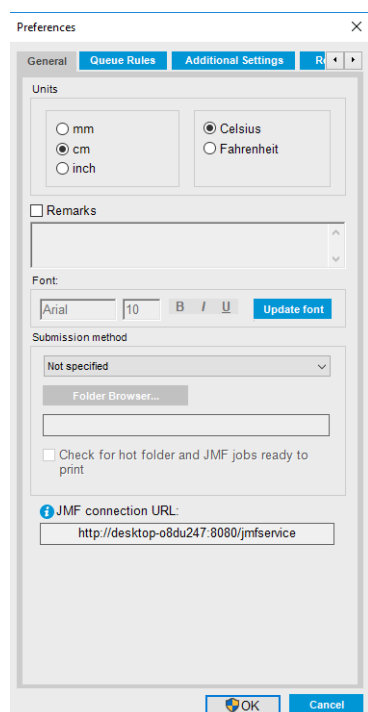 Preferences
General Queue Rules Additional Settings
Units
mm
cm
inch
Celsius
Fahrenheit
Remarks
Font:
Arial 10 B I U Update font
Submission method
Not specified
Folder Browser...
Check for hot folder and JMF jobs ready to
print
JMF connection URL:
http://desktop-o8du247:8080/jmfservice
OK Cancel